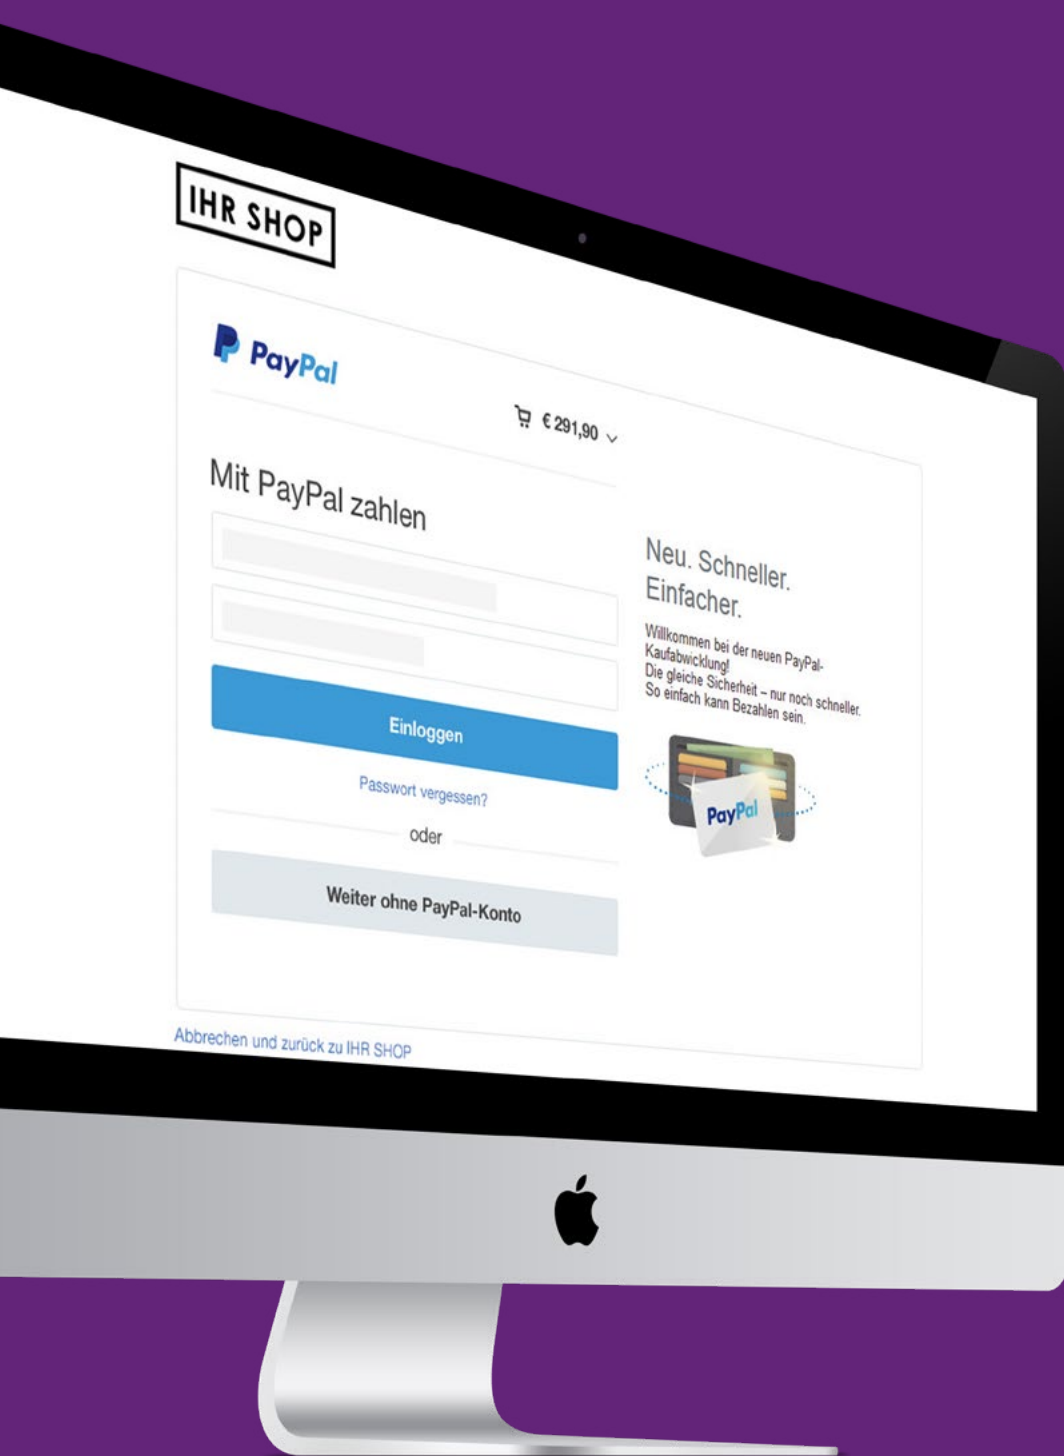 IHR SHOP
PayPal
€ 291,90
Mit PayPal zahlen
Einloggen
Passwort vergessen?
oder
Weiter ohne PayPal-Konto
Neu. Schneller.
Einfacher.
Willkommen bei der neuen PayPal-
Kaufabwicklung!
Die gleiche Sicherheit – nur noch schneller.
So einfach kann Bezahlen sein.
PayPal
Abbrechen und zurück zu IHR SHOP